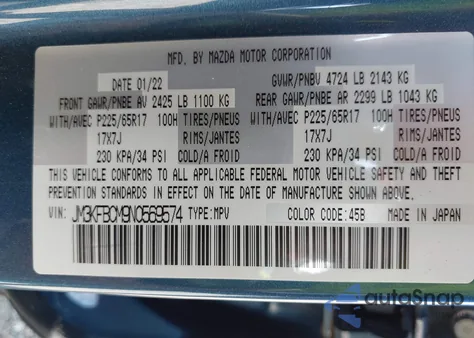 MFD. BY MAZDA MOTOR CORPORATION
DATE 01/22 GVWR/PNBV 4724 LB 2143 KG
FRONT GAWR/PNBE AV 2425 LB 1100 KG REAR GAWR/PNBE AR 2299 LB 1043 KG
WITH/AVEC P225/65R17 100H TIRES/PNEUS WITH/AVEC P225/65R17 100H TIRES/PNEUS
17X7J RIMS/JANTES 17X7J RIMS/JANTES
230 KPA/34 PSI COLD/A FROID 230 KPA/34 PSI COLD/A FROID
THIS VEHICLE CONFORMS TO ALL APPLICABLE FEDERAL MOTOR VEHICLE SAFETY AND THEFT
PREVENTION STANDARDS IN EFFECT ON THE DATE OF MANUFACTURE SHOWN ABOVE.
VIN: JM3KFBCM9N0569574 TYPE:MPV COLOR CODE:45B MADE IN JAPAN
autoSnap